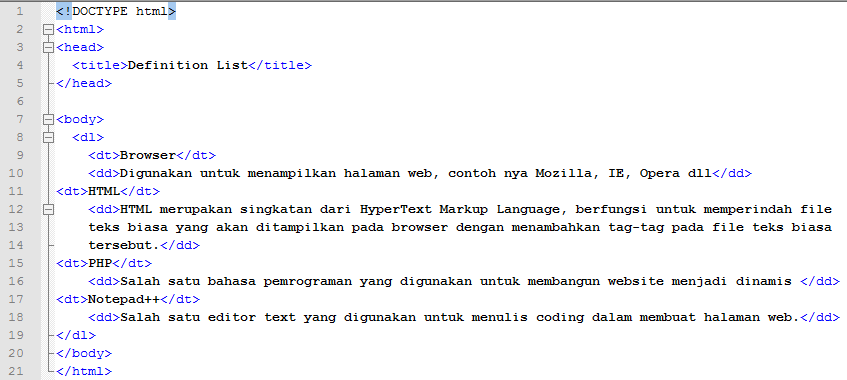 1 <!DOCTYPE html>
2 <html>
3 <head>
4 <title>Definition List</title>
5 </head>
6
7 <body>
8 <dl>
9 <dt>Browser</dt>
10 <dd>Digunakan untuk menampilkan halaman web, contoh nya Mozilla, IE, Opera dll</dd>
11 <dt>HTML</dt>
12 <dd>HTML merupakan singkatan dari HyperText Markup Language, berfungsi untuk memperindah file
13 teks biasa yang akan ditampilkan pada browser dengan menambahkan tag-tag pada file teks biasa
14 tersebut.</dd>
15 <dt>PHP</dt>
16 <dd>Salah satu bahasa pemrograman yang digunakan untuk membangun website menjadi dinamis </dd>
17 <dt>Notepad++</dt>
18 <dd>Salah satu editor text yang digunakan untuk menulis coding dalam membuat halaman web.</dd>
19 </dl>
20 </body>
21 </html>